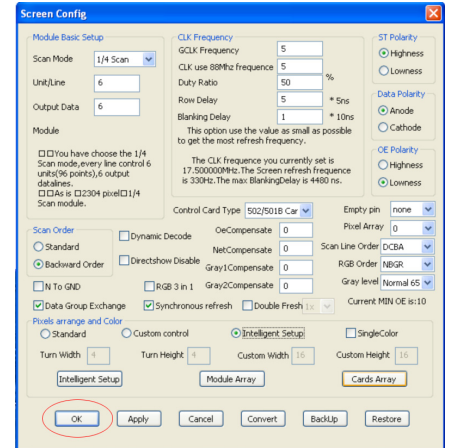 Screen Config
Module Basic Setup
Scan Mode 1/4 Scan
Unit/Line 6
Output Data 6
Module
□□You have choose the 1/4
Scan mode,every line control 6
units(96 points),6 output
datalines.
□□As is □2304 pixel□1/4
Scan module.
CLK Frequency
GCLK Frequency 5
CLK use 88Mhz frequence 5
Duty Ratio 50 %
Row Delay 5 * 5ns
Blanking Delay 1 * 10ns
This option use the value as small as possible
to get the most refresh frequency.
The CLK frequence you currently set is
17.500000MHz.The Screen refresh frequence
is 330Hz.The max BlankingDelay is 4480 ns.
ST Polarity
Highness
Lowness
Data Polarity
Anode
Cathode
OE Polarity
Highness
Lowness
Control Card Type 502/501B Car
Empty pin none
Scan Order
Standard
Backward Order
Dynamic Decode
Directshow Disable
OeCompensate 0
NetCompensate 0
Gray1Compensate 0
Gray2Compensate 0
Pixel Array 0
Scan Line Order DCBA
RGB Order NBGR
Gray level Normal 65
N To GND
RGB 3 in 1
Data Group Exchange
Synchronous refresh
Double Fresh 1x
Current MIN OE is:10
Pixels arrange and Color
Standard
Custom control
Intelligent Setup
SingleColor
Turn Width 4
Turn Height 4
Custom Width 16
Custom Height 16
Intelligent Setup
Module Array
Cards Array
OK
Apply
Cancel
Convert
BackUp
Restore